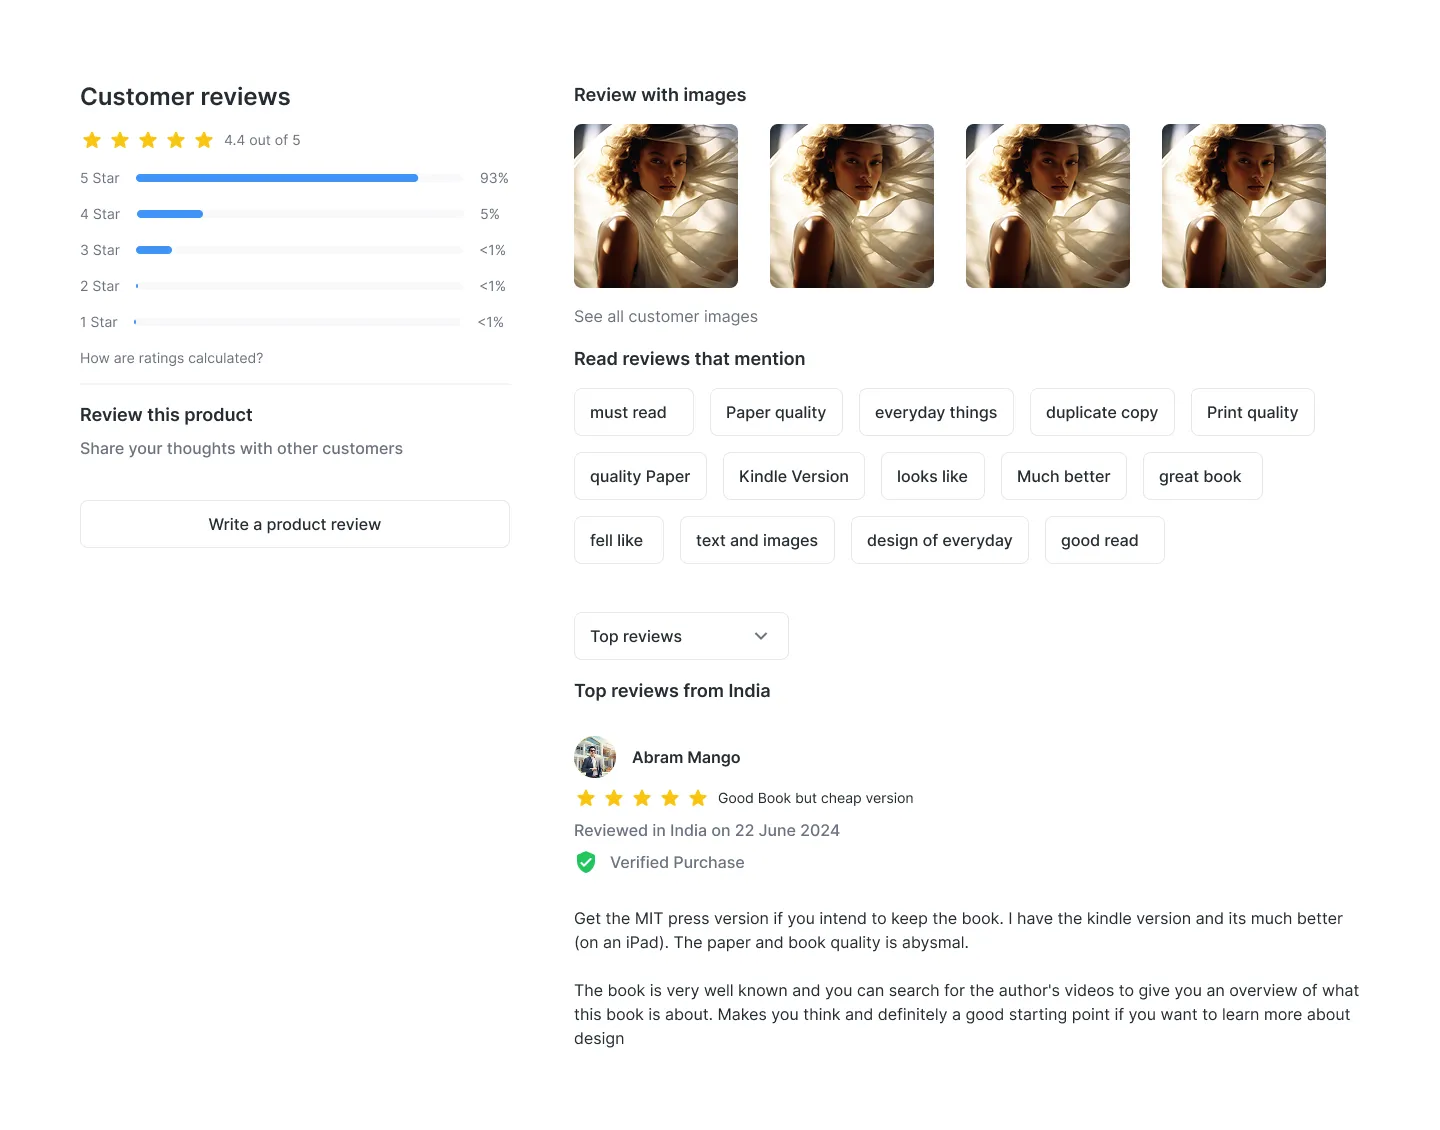 Customer reviews
4.4 out of 5
5 Star 93%
4 Star 5%
3 Star <1%
2 Star <1%
1 Star <1%
How are ratings calculated?
Review this product
Share your thoughts with other customers
Write a product review
Review with images
See all customer images
Read reviews that mention
must read Paper quality everyday things duplicate copy Print quality
quality Paper Kindle Version looks like Much better great book
fell like text and images design of everyday good read
Top reviews
Top reviews from India
Abram Mango
Good Book but cheap version
Reviewed in India on 22 June 2024
Verified Purchase
Get the MIT press version if you intend to keep the book. I have the kindle version and its much better
(on an iPad). The paper and book quality is abysmal.
The book is very well known and you can search for the author's videos to give you an overview of what
this book is about. Makes you think and definitely a good starting point if you want to learn more about
design